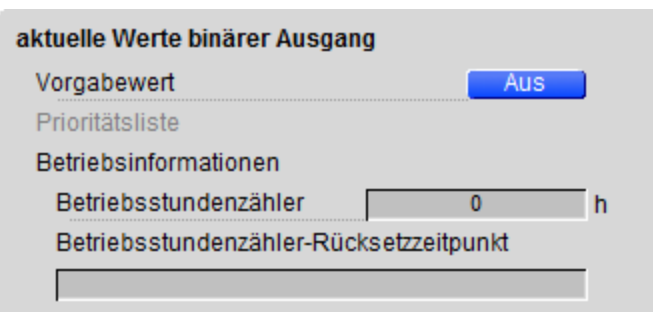 aktuelle Werte binärer Ausgang
Vorgabewert Aus
Prioritätsliste
Betriebsinformationen
Betriebsstundenzähler 0 h
Betriebsstundenzähler-Rücksetzzeitpunkt